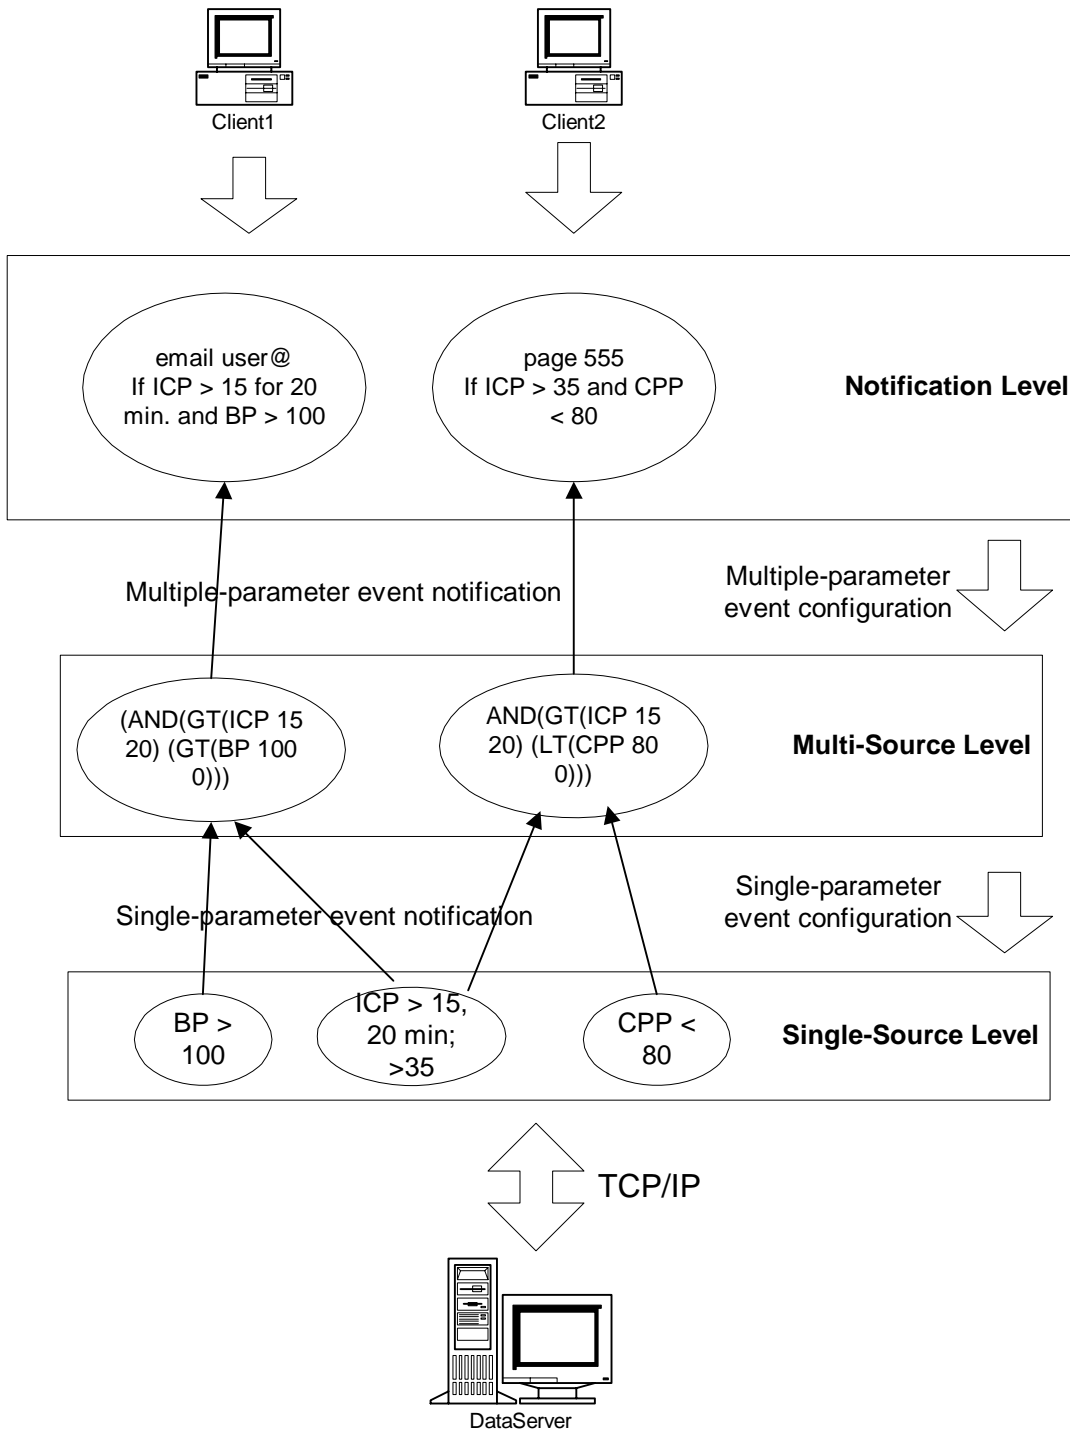 Client1
Client2
email user@
If ICP > 15 for 20
min. and BP > 100
page 555
If ICP > 35 and CPP
< 80
Notification Level
Multiple-parameter event notification
Multiple-parameter
event configuration
(AND(GT(ICP 15
20) (GT(BP 100
0)))
AND(GT(ICP 15
20) (LT(CPP 80
0)))
Multi-Source Level
Single-parameter event notification
Single-parameter
event configuration
BP >
100
ICP > 15,
20 min;
>35
CPP <
80
Single-Source Level
TCP/IP
DataServer